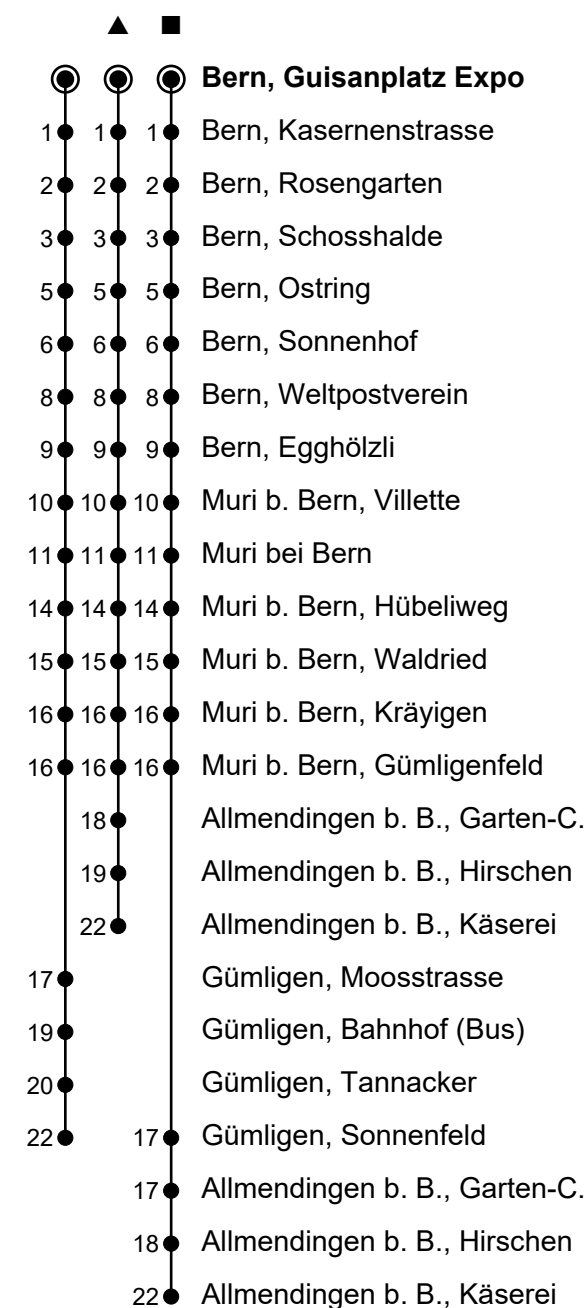 ▲ ■
Bern, Guisanplatz Expo
1 1 1 Bern, Kasernenstrasse
2 2 2 Bern, Rosengarten
3 3 3 Bern, Schosshalde
5 5 5 Bern, Ostring
6 6 6 Bern, Sonnenhof
8 8 8 Bern, Weltpostverein
9 9 9 Bern, Egghölzli
10 10 10 Muri b. Bern, Villette
11 11 11 Muri bei Bern
14 14 14 Muri b. Bern, Hübeliweg
15 15 15 Muri b. Bern, Waldried
16 16 16 Muri b. Bern, Kräyigen
16 16 16 Muri b. Bern, Gümligenfeld
18 Allmendingen b. B., Garten-C.
19 Allmendingen b. B., Hirschen
22 Allmendingen b. B., Käserei
17 Gümligen, Moosstrasse
19 Gümligen, Bahnhof (Bus)
20 Gümligen, Tannacker
22 17 Gümligen, Sonnenfeld
17 Allmendingen b. B., Garten-C.
18 Allmendingen b. B., Hirschen
22 Allmendingen b. B., Käserei